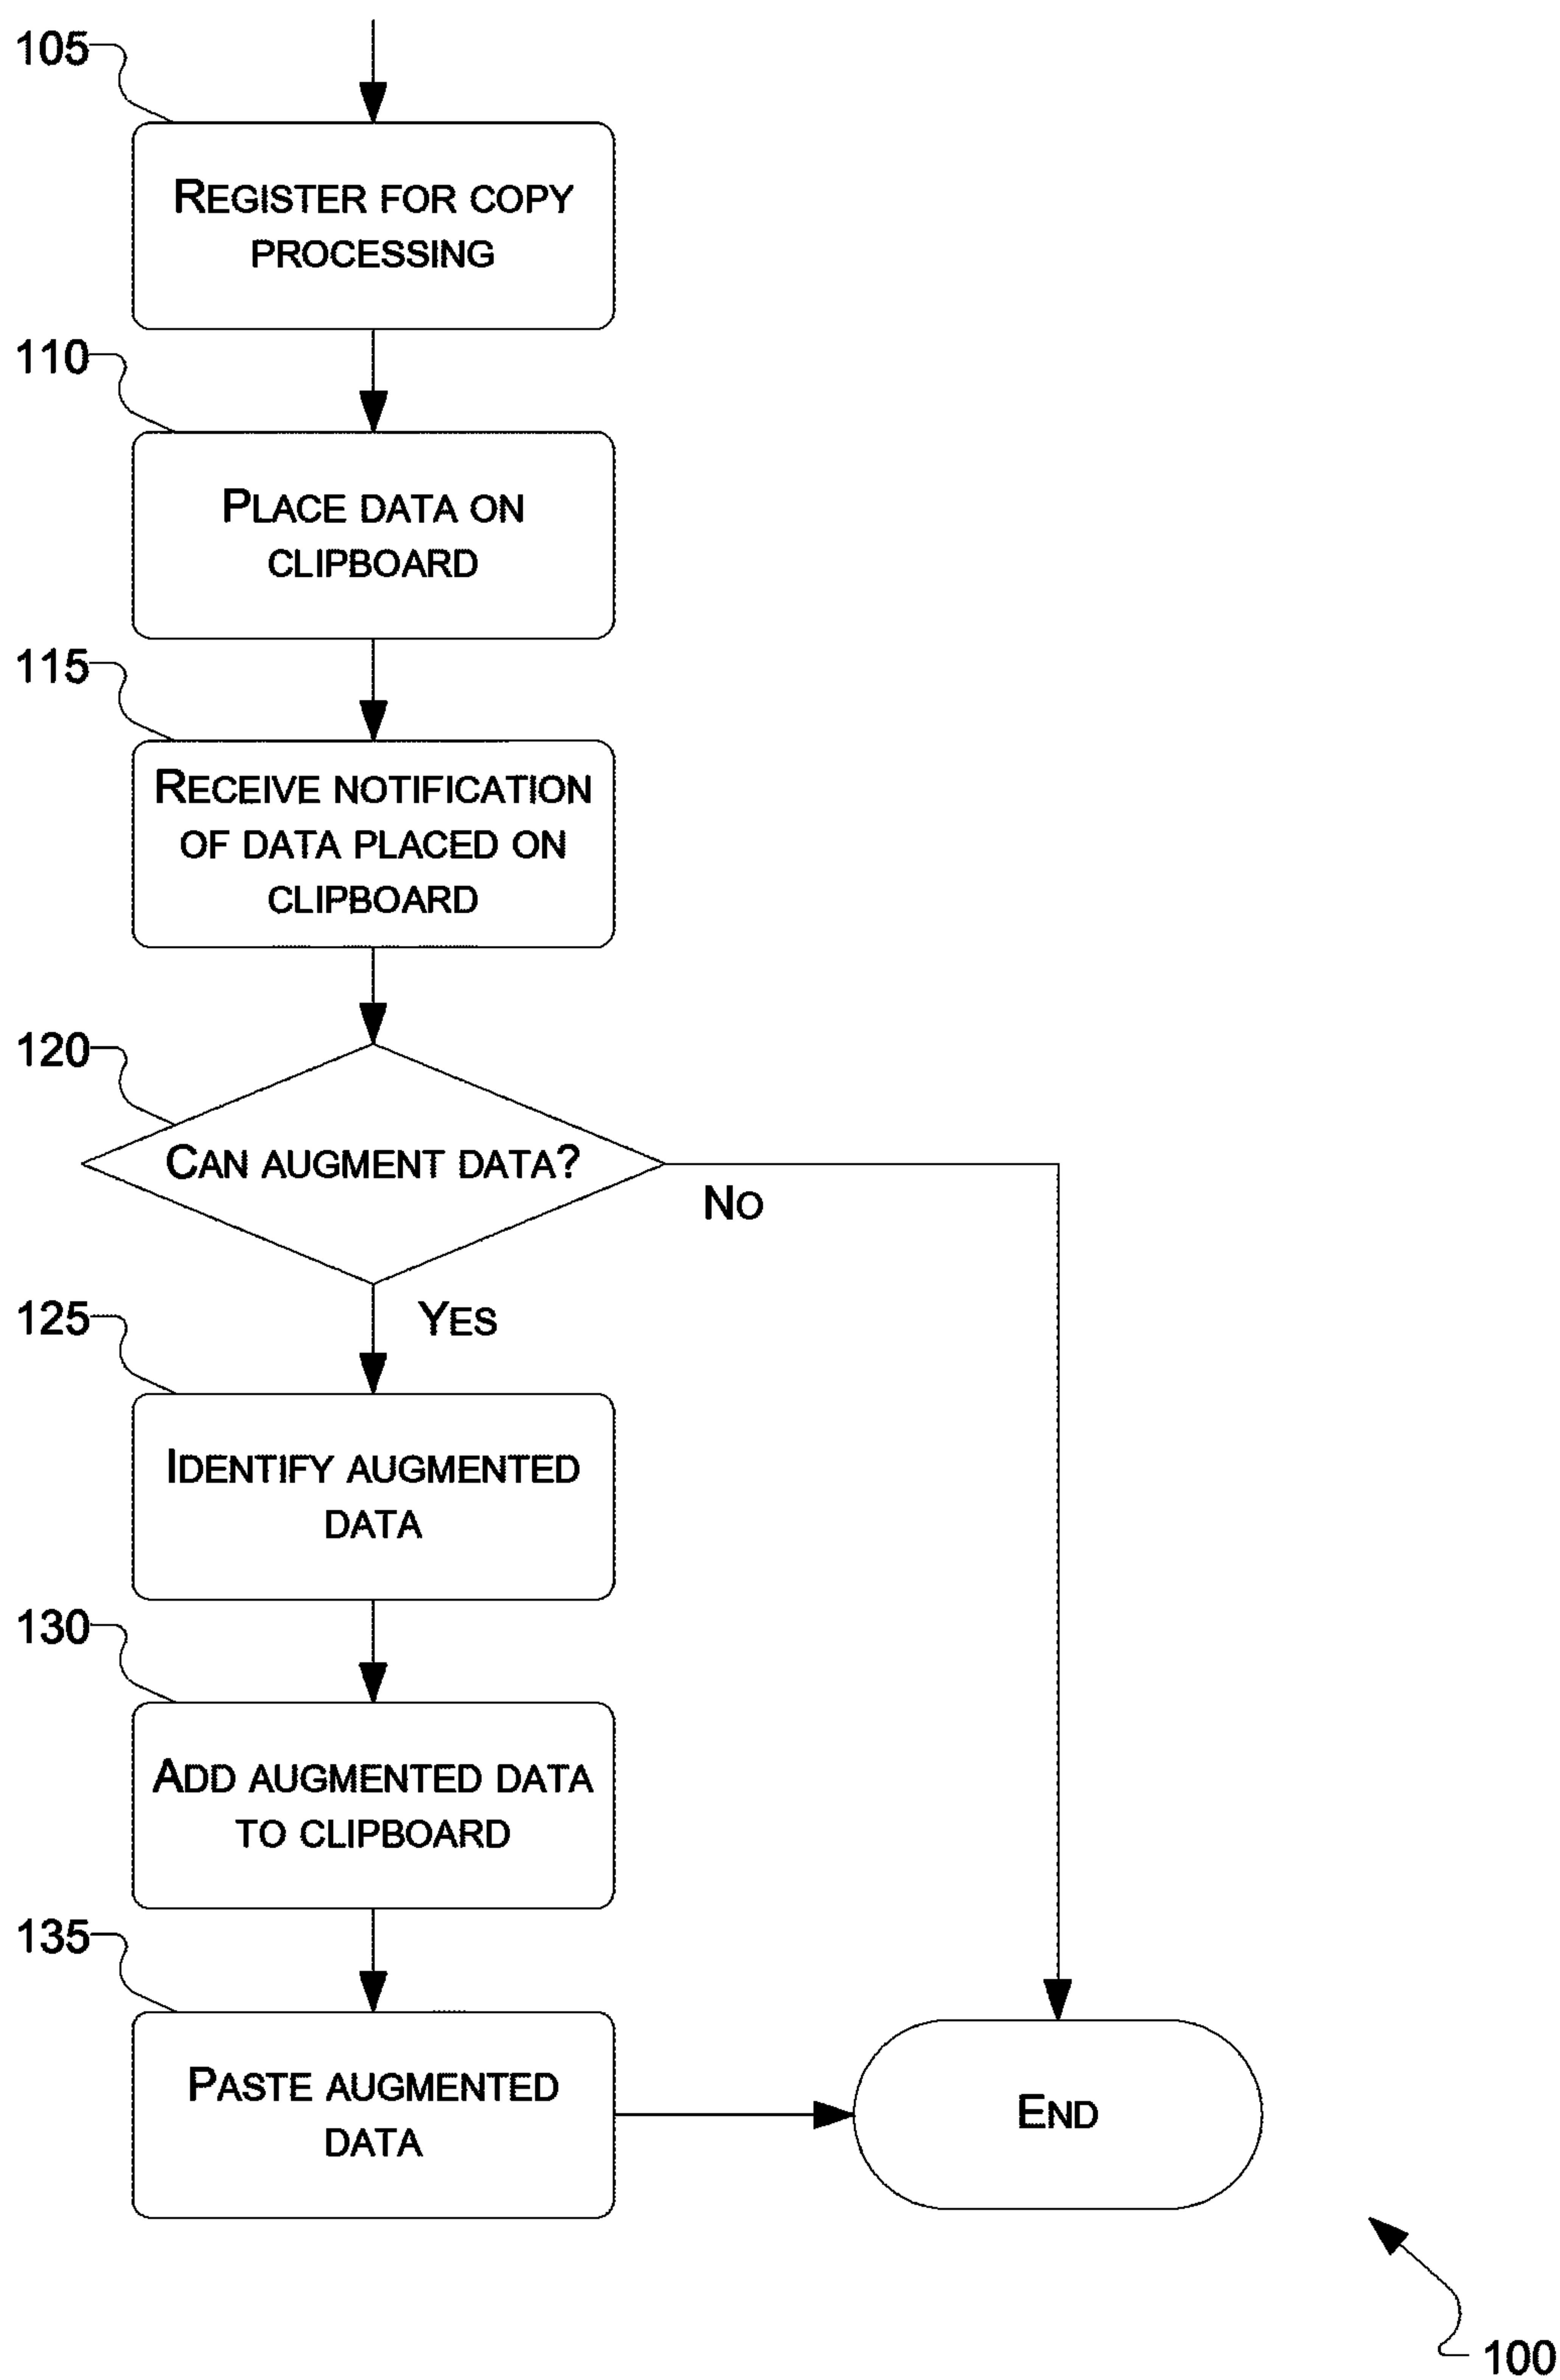 105
REGISTER FOR COPY
PROCESSING
110
PLACE DATA ON
CLIPBOARD
115
RECEIVE NOTIFICATION
OF DATA PLACED ON
CLIPBOARD
120
CAN AUGMENT DATA?
NO
YES
125
IDENTIFY AUGMENTED
DATA
130
ADD AUGMENTED DATA
TO CLIPBOARD
135
PASTE AUGMENTED
DATA
END
100